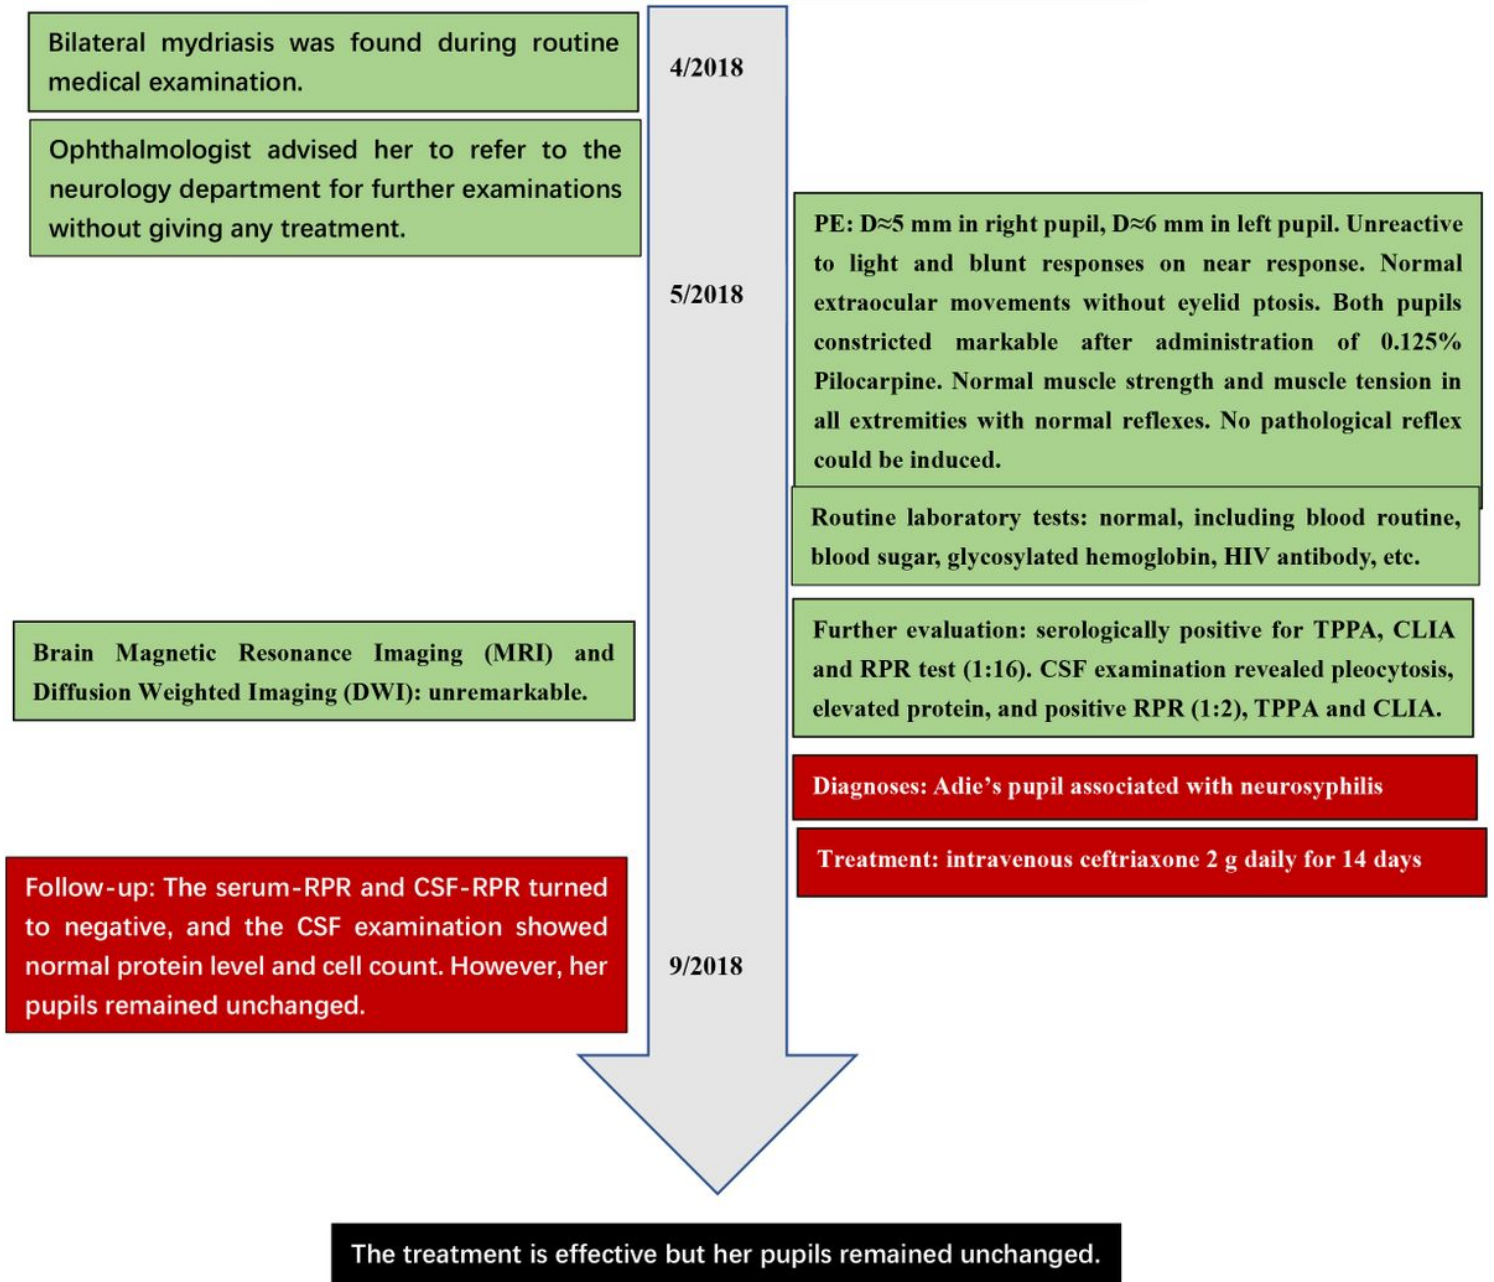 Bilateral mydriasis was found during routine
medical examination.
4/2018
Ophthalmologist advised her to refer to the
neurology department for further examinations
without giving any treatment.
5/2018
PE: D≈5 mm in right pupil, D≈6 mm in left pupil. Unreactive
to light and blunt responses on near response. Normal
extraocular movements without eyelid ptosis. Both pupils
constricted markable after administration of 0.125%
Pilocarpine. Normal muscle strength and muscle tension in
all extremities with normal reflexes. No pathological reflex
could be induced.
Routine laboratory tests: normal, including blood routine,
blood sugar, glycosylated hemoglobin, HIV antibody, etc.
Brain Magnetic Resonance Imaging (MRI) and
Diffusion Weighted Imaging (DWI): unremarkable.
Further evaluation: serologically positive for TPPA, CLIA
and RPR test (1:16). CSF examination revealed pleocytosis,
elevated protein, and positive RPR (1:2), TPPA and CLIA.
Diagnoses: Adie's pupil associated with neurosyphilis
Treatment: intravenous ceftriaxone 2 g daily for 14 days
Follow-up: The serum-RPR and CSF-RPR turned
to negative, and the CSF examination showed
normal protein level and cell count. However, her
pupils remained unchanged.
9/2018
The treatment is effective but her pupils remained unchanged.